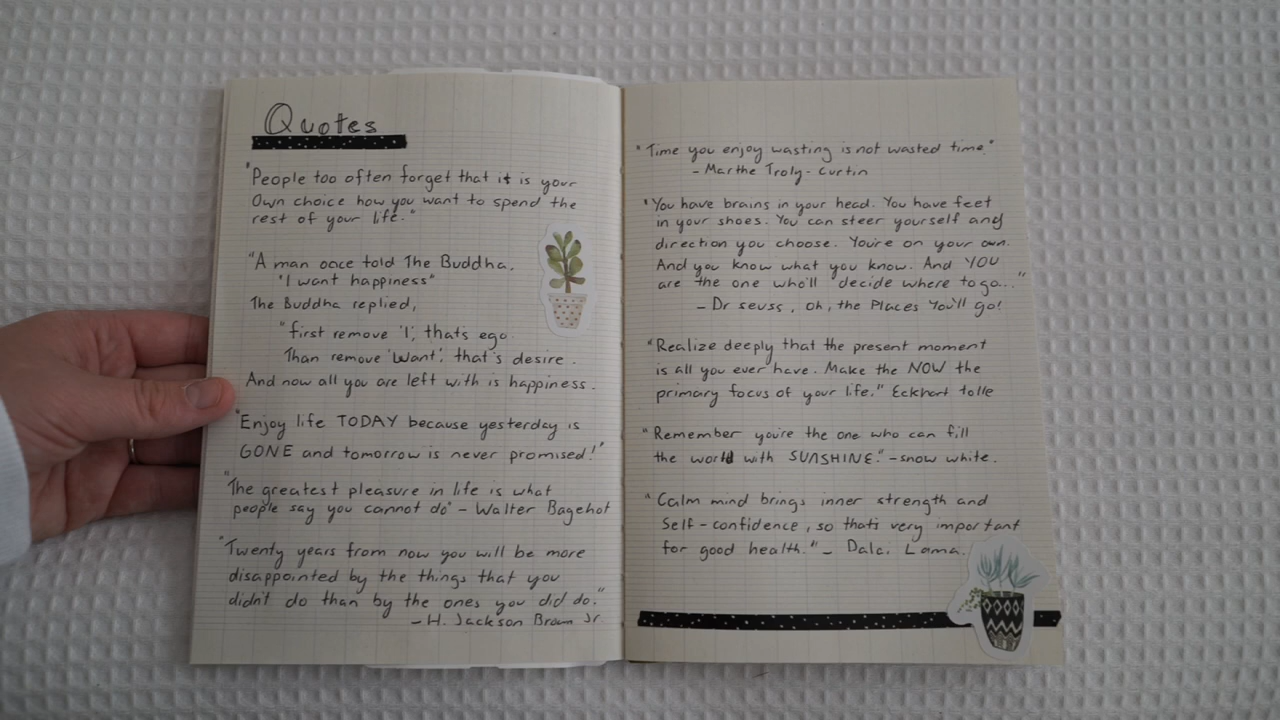 Quotes
"People too often forget that it is your
Own choice how you want to spend the
rest of your life."
"A man once told The Buddha,
"I want happiness"
The Buddha replied,
"first remove 'I', that's ego.
Than remove 'Want', that's desire.
And now all you are left with is happiness.
"Enjoy life TODAY because yesterday is
GONE and tomorrow is never promised!"
"The greatest pleasure in life is what
people say you cannot do" - Walter Bagehot
"Twenty years from now you will be more
disappointed by the things that you
didn't do than by the ones you did do."
- H. Jackson Brown Jr.
"Time you enjoy wasting is not wasted time."
- Marthe Troly-Curtin
"You have brains in your head. You have feet
in your shoes. You can steer yourself and
direction you choose. You're on your own.
And you know what you know. And YOU
are the one who'll decide where to go..."
- Dr seuss, Oh, the Places You'll go!
"Realize deeply that the present moment
is all you ever have. Make the NOW the
primary focus of your life." Eckhart tolle
"Remember you're the one who can fill
the world with SUNSHINE." - snow white.
"Calm mind brings inner strength and
Self-confidence, so that's very important
for good health." - Dalai Lama.